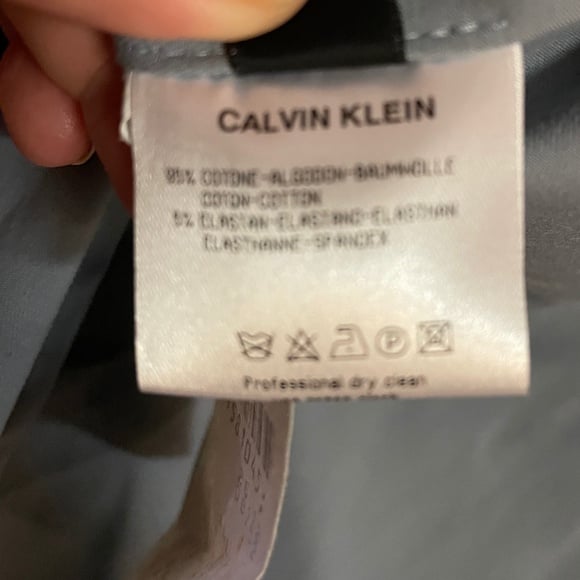 CALVIN KLEIN
95% COTONE-ALGODON-BAUMWOLLE
COTON-COTTON
5% ELASTAN-ELASTANO-ELASTHAN
ELASTHANNE-SPANDEX
P
Professional dry clean